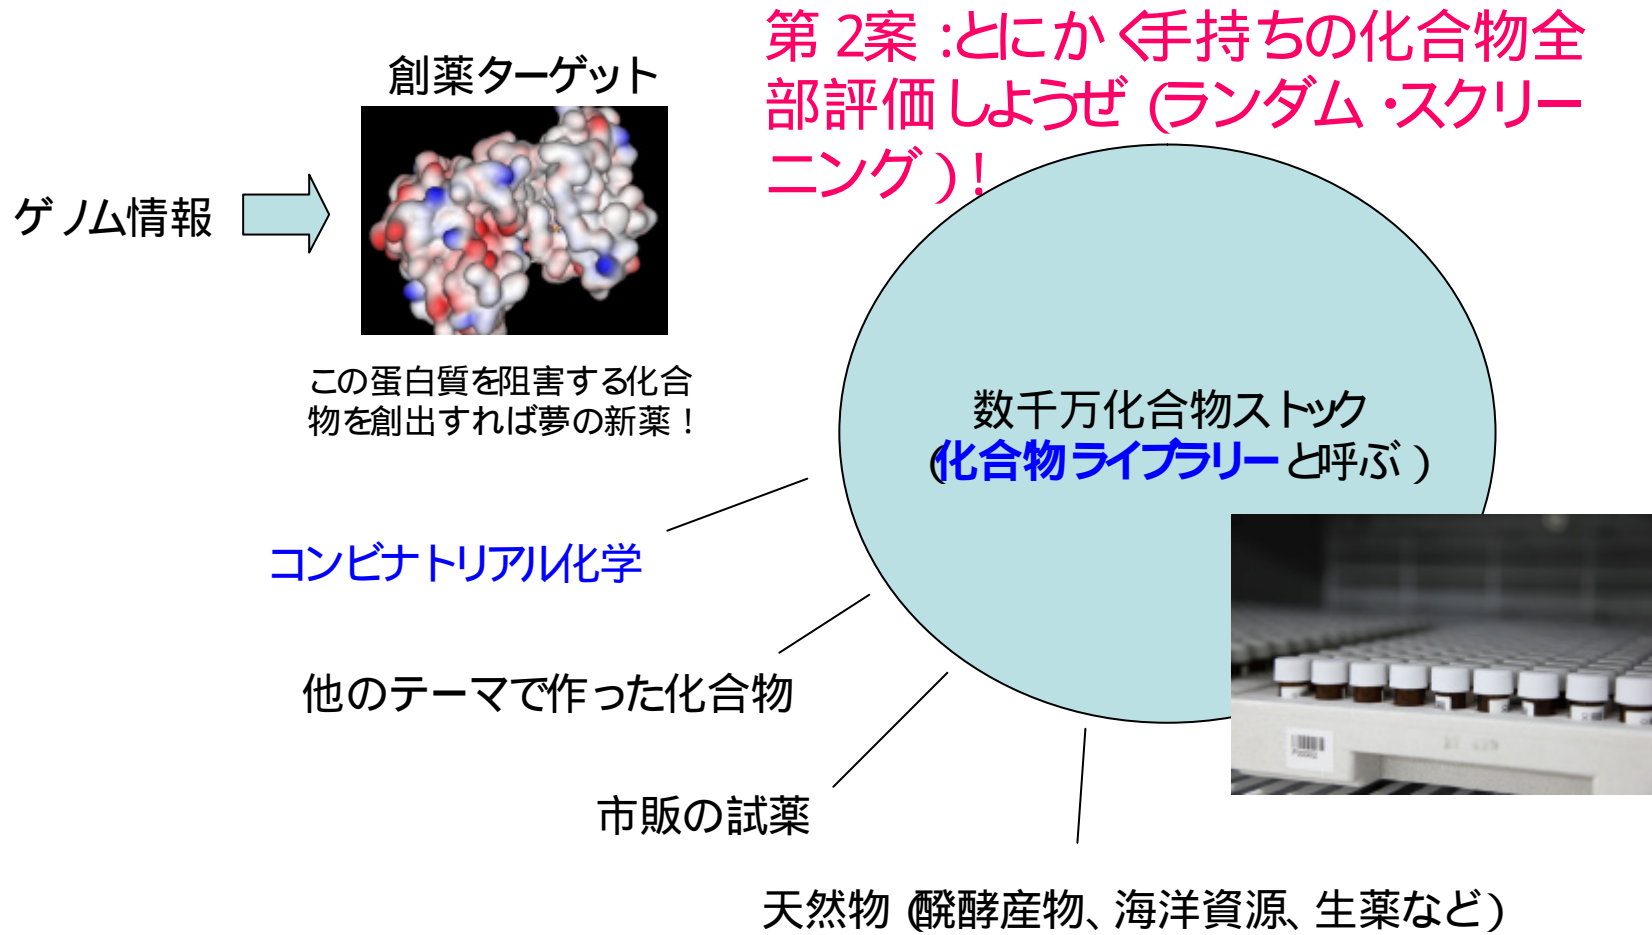 第2案:とにかく手持ちの化合物全
部評価しようぜ(ランダム・スクリー
ニング)!
創薬ターゲット
ゲノム情報
この蛋白質を阻害する化合
物を創出すれば夢の新薬!
数千万化合物ストック
(化合物ライブラリーと呼ぶ)
コンビナトリアル化学
他のテーマで作った化合物
市販の試薬
天然物(醗酵産物、海洋資源、生薬など)